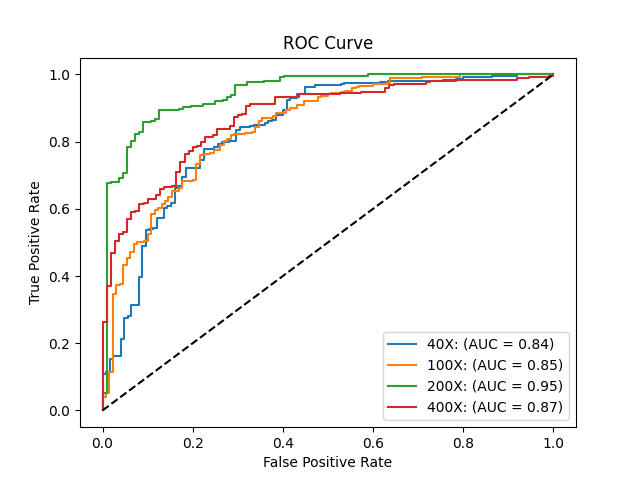 ROC Curve
1.0
0.8
0.6
0.4
0.2
0.0
True Positive Rate
40X: (AUC = 0.84)
100X: (AUC = 0.85)
200X: (AUC = 0.95)
400X: (AUC = 0.87)
0.0 0.2 0.4 0.6 0.8 1.0
False Positive Rate